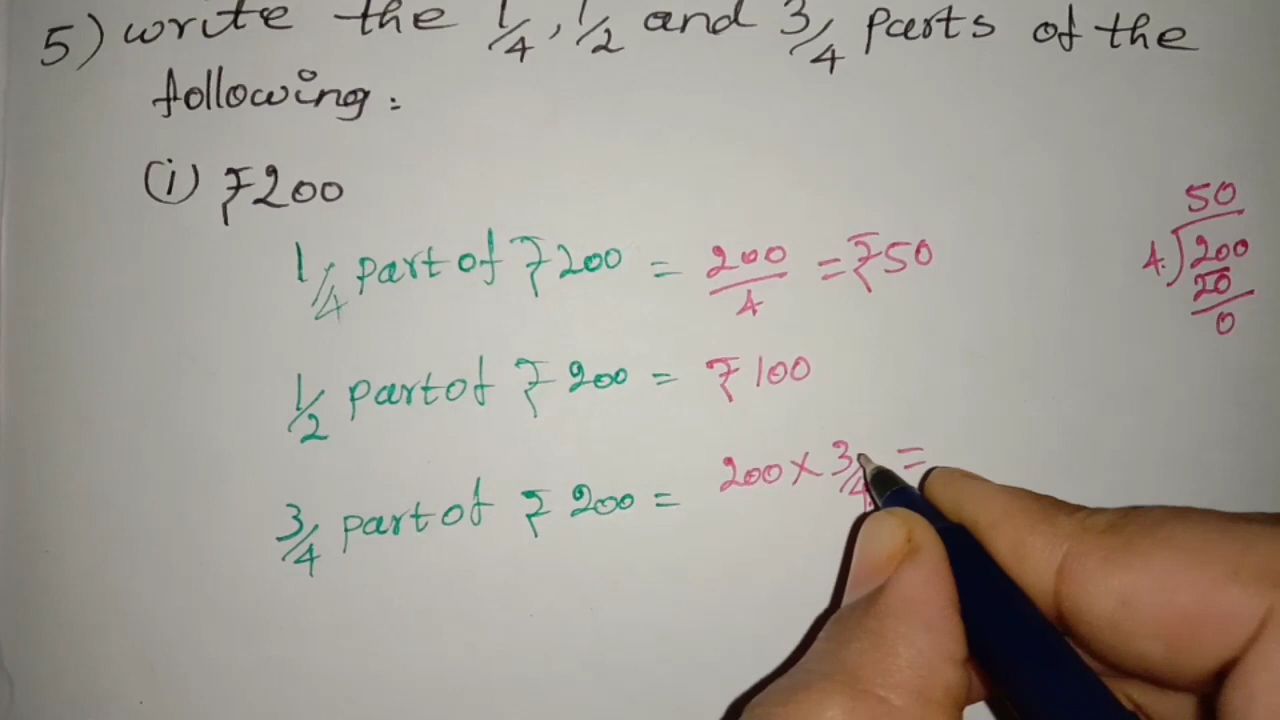 5) write the 1/4, 1/2 and 3/4 parts of the
following:
(i) ₹200
1/4 part of ₹200 = 200/4 = ₹50
1/2 part of ₹200 = ₹100
3/4 part of ₹200 = 200 × 3/4 =
50
4)200
20
0